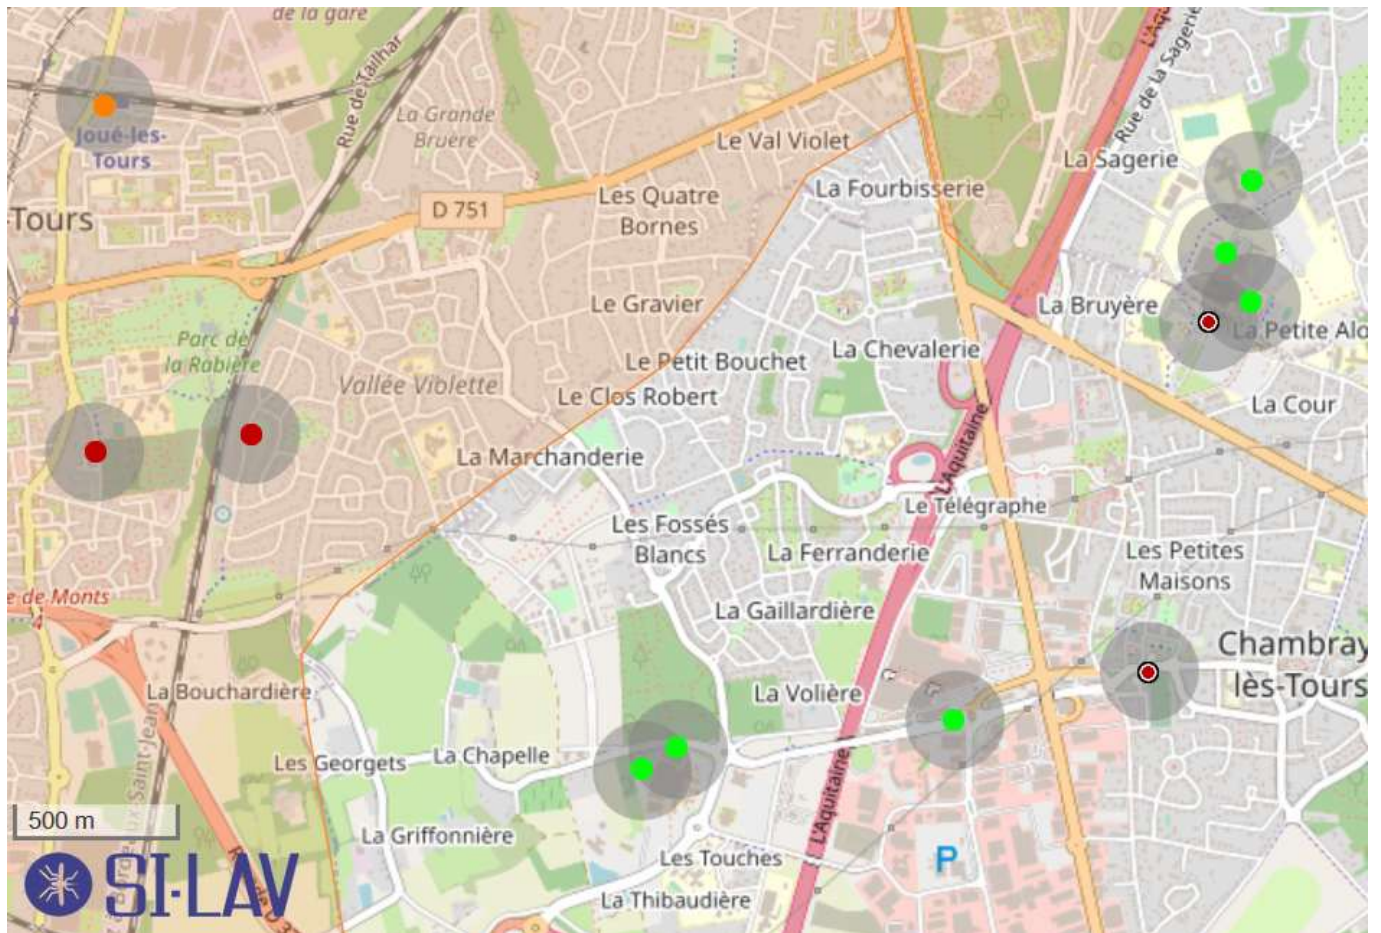 de la gare
L'Aqu
Rue de la Sagerie
Rue de Tailhar
La Grande
Bruère
Joué-les-
Tours
Le Val Violet
La Sagerie
La Fourbisserie
-Tours
D 751
Les Quatre
Bornes
Le Gravier
La Bruyère
La Petite Alo
Parc de
la Rabière
Le Petit Bouchet
La Chevalerie
Vallée Violette
Le Clos Robert
La Cour
La Marchanderie
L'Aquitaine
Le Télégraphe
Les Fossés
Blancs
La Ferranderie
Les Petites
Maisons
e de Monts
4
La Gaillardière
Chambray
lès-Tours
La Bouchardière
La Volière
Les Georgets
La Chapelle
L'Aquitaine
500 m
La Griffonnière
Les Touches
P
La Thibaudière
SI-LAV